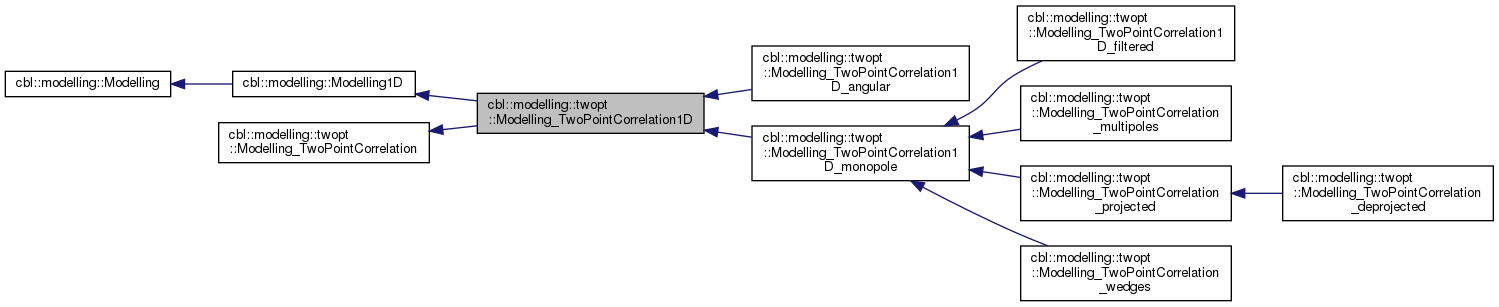 cbl::modelling::Modelling
cbl::modelling::Modelling1D
cbl::modelling::twopt
::Modelling_TwoPointCorrelation
cbl::modelling::twopt
::Modelling_TwoPointCorrelation1D
cbl::modelling::twopt
::Modelling_TwoPointCorrelation1
D_angular
cbl::modelling::twopt
::Modelling_TwoPointCorrelation1
D_monopole
cbl::modelling::twopt
::Modelling_TwoPointCorrelation1
D_filtered
cbl::modelling::twopt
::Modelling_TwoPointCorrelation
_multipoles
cbl::modelling::twopt
::Modelling_TwoPointCorrelation
_projected
cbl::modelling::twopt
::Modelling_TwoPointCorrelation
_wedges
cbl::modelling::twopt
::Modelling_TwoPointCorrelation
_deprojected